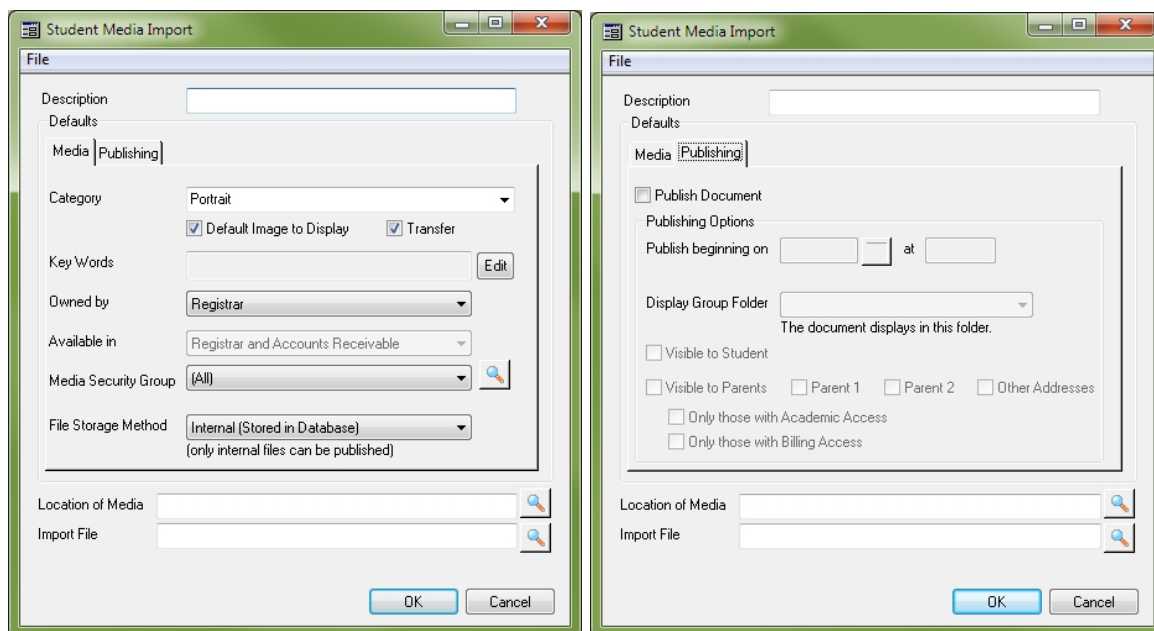 Student Media Import
File
Description
Defaults
Media Publishing
Category Portrait
Default Image to Display Transfer
Key Words Edit
Owned by Registrar
Available in Registrar and Accounts Receivable
Media Security Group (All)
File Storage Method Internal (Stored in Database)
(only internal files can be published)
Location of Media
Import File
OK Cancel
Student Media Import
File
Description
Defaults
Media Publishing
Publish Document
Publishing Options
Publish beginning on at
Display Group Folder
The document displays in this folder.
Visible to Student
Visible to Parents Parent 1 Parent 2 Other Addresses
Only those with Academic Access
Only those with Billing Access
Location of Media
Import File
OK Cancel